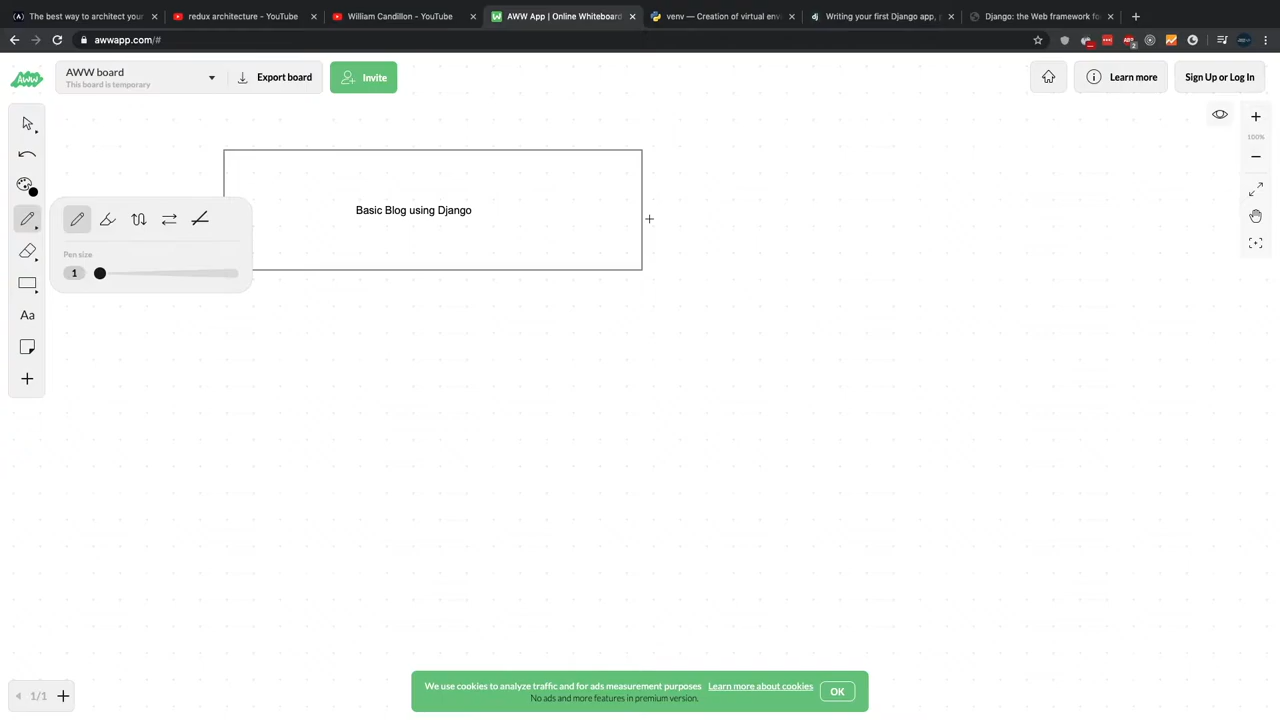 The best way to architect your
redux architecture - YouTube
William Candillon - YouTube
AWW App | Online Whiteboard
venv — Creation of virtual env
Writing your first Django app,
Django: the Web framework fo
awwapp.com/#
AWW
AWW board
This board is temporary
Export board
Invite
Learn more
Sign Up or Log In
100%
Basic Blog using Django
Pen size
1
Aa
We use cookies to analyze traffic and for ads measurement purposes Learn more about cookies
No ads and more features in premium version.
OK
1/1